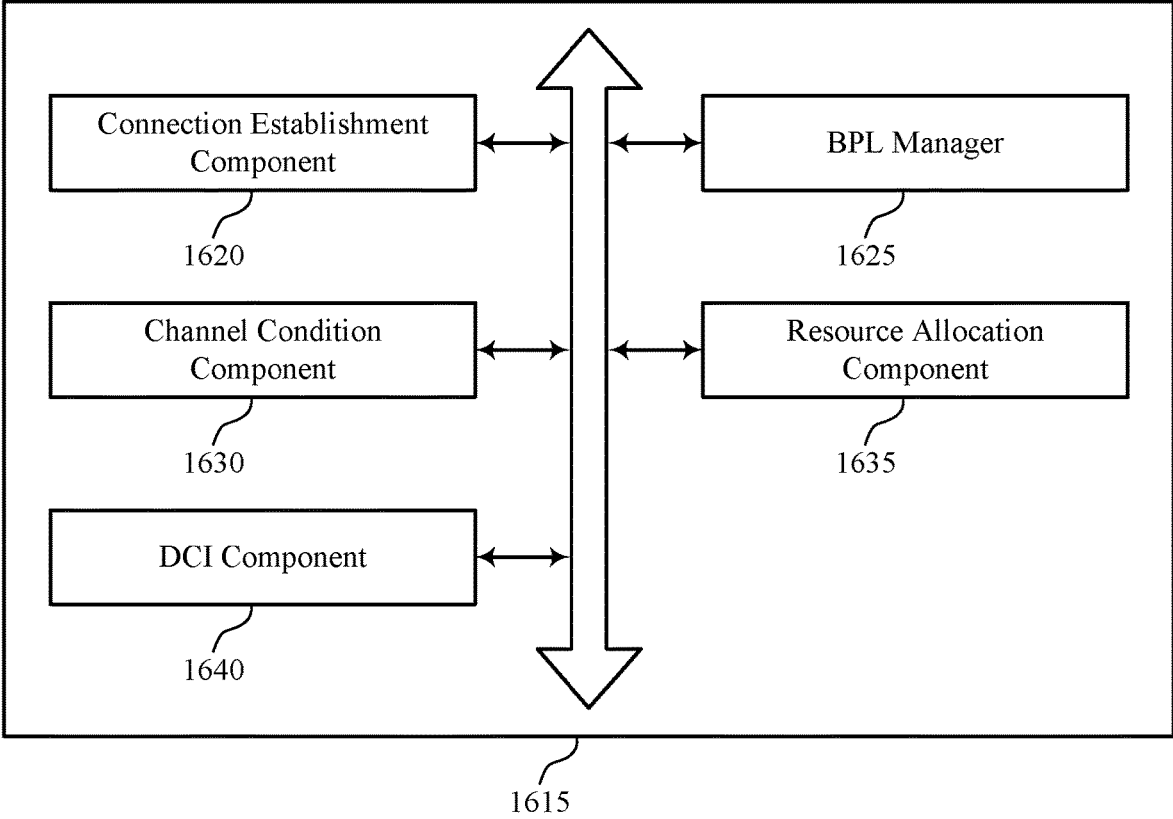 Connection Establishment
Component
1620
BPL Manager
1625
Channel Condition
Component
1630
Resource Allocation
Component
1635
DCI Component
1640
1615